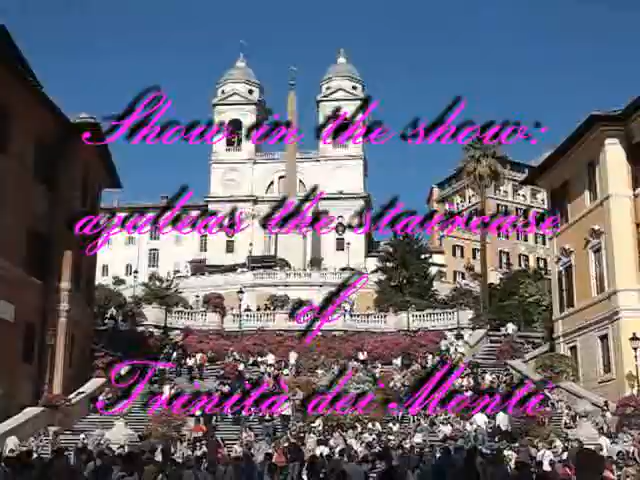 Show in the show:
azaleas the staircase
of
Trinità dei Monti